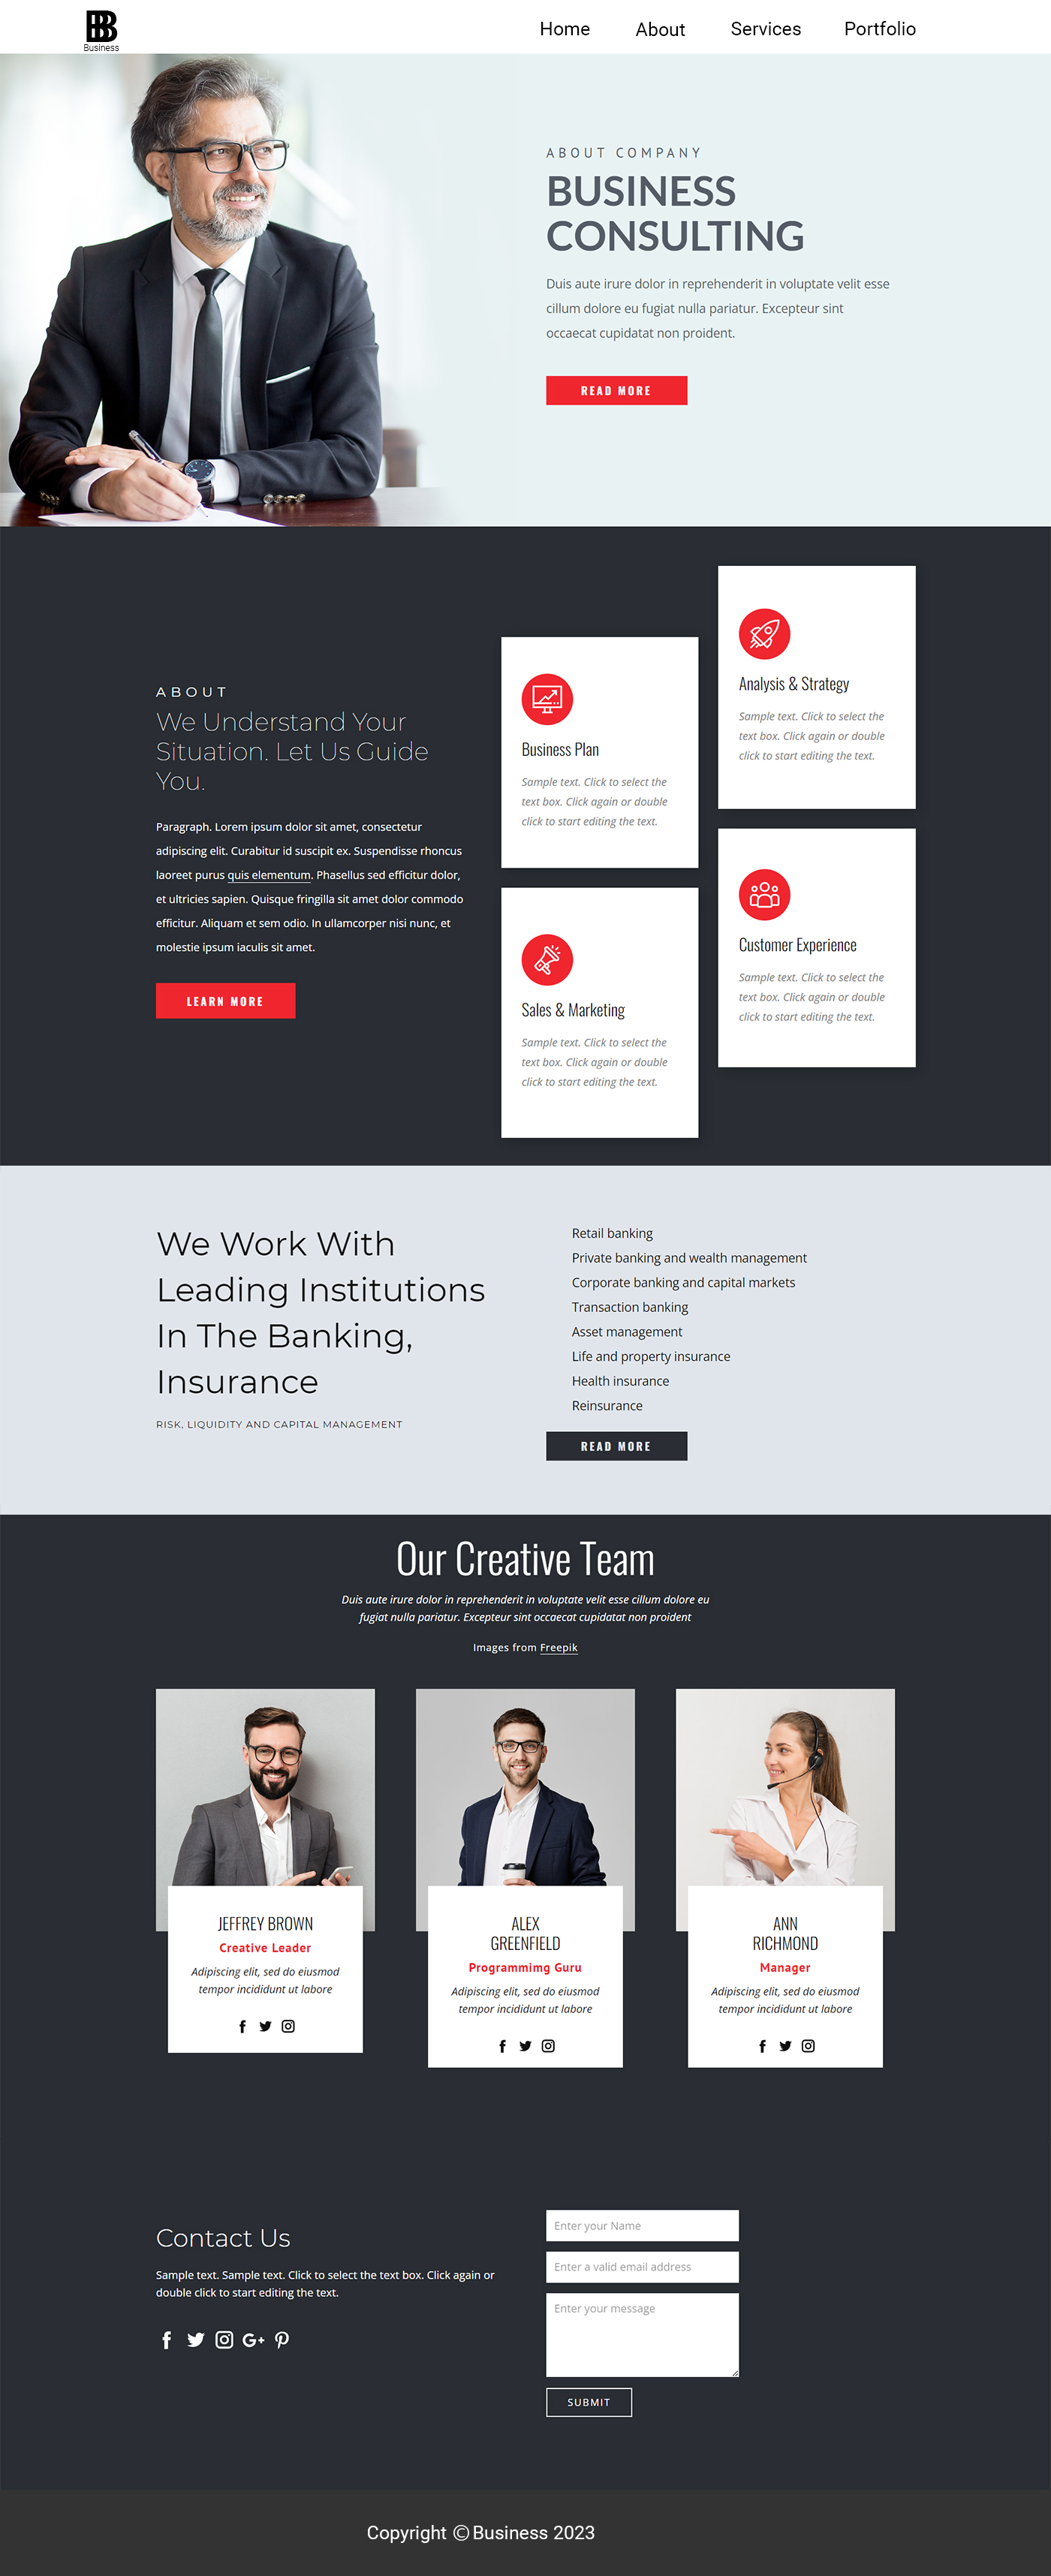 BB
Business
Home
About
Services
Portfolio
ABOUT COMPANY
BUSINESS
CONSULTING
Duis aute irure dolor in reprehenderit in voluptate velit esse
cillum dolore eu fugiat nulla pariatur. Excepteur sint
occaecat cupidatat non proident.
READ MORE
ABOUT
We Understand Your
Situation. Let Us Guide
You.
Paragraph. Lorem ipsum dolor sit amet, consectetur
adipiscing elit. Curabitur id suscipit ex. Suspendisse rhoncus
laoreet purus quis elementum. Phasellus sed efficitur dolor,
et ultricies sapien. Quisque fringilla sit amet dolor commodo
efficitur. Aliquam et sem odio. In ullamcorper nisi nunc, et
molestie ipsum iaculis sit amet.
LEARN MORE
Business Plan
Sample text. Click to select the
text box. Click again or double
click to start editing the text.
Analysis & Strategy
Sample text. Click to select the
text box. Click again or double
click to start editing the text.
Sales & Marketing
Sample text. Click to select the
text box. Click again or double
click to start editing the text.
Customer Experience
Sample text. Click to select the
text box. Click again or double
click to start editing the text.
We Work With
Leading Institutions
In The Banking,
Insurance
RISK, LIQUIDITY AND CAPITAL MANAGEMENT
Retail banking
Private banking and wealth management
Corporate banking and capital markets
Transaction banking
Asset management
Life and property insurance
Health insurance
Reinsurance
READ MORE
Our Creative Team
Duis aute irure dolor in reprehenderit in voluptate velit esse cillum dolore eu
fugiat nulla pariatur. Excepteur sint occaecat cupidatat non proident
Images from Freepik
JEFFREY BROWN
Creative Leader
Adipiscing elit, sed do eiusmod
tempor incididunt ut labore
ALEX
GREENFIELD
Programmimg Guru
Adipiscing elit, sed do eiusmod
tempor incididunt ut labore
ANN
RICHMOND
Manager
Adipiscing elit, sed do eiusmod
tempor incididunt ut labore
Contact Us
Sample text. Sample text. Click to select the text box. Click again or
double click to start editing the text.
Enter your Name
Enter a valid email address
Enter your message
SUBMIT
Copyright © Business 2023